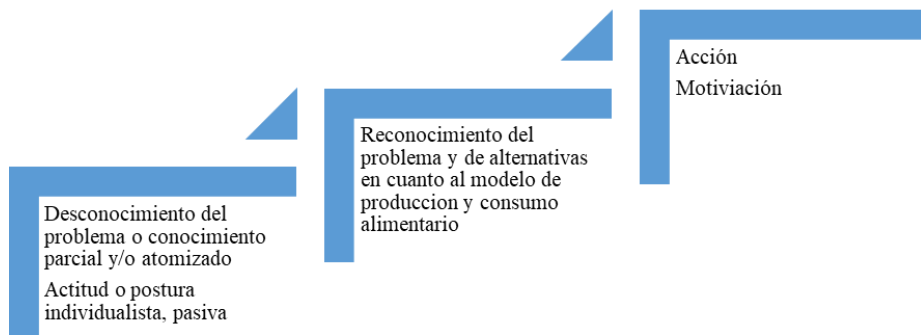 Desconocimiento del
problema o conocimiento
parcial y/o atomizado
Actitud o postura
individualista, pasiva
Reconocimiento del
problema y de alternativas
en cuanto al modelo de
produccion y consumo
alimentario
Acción
Motiviación